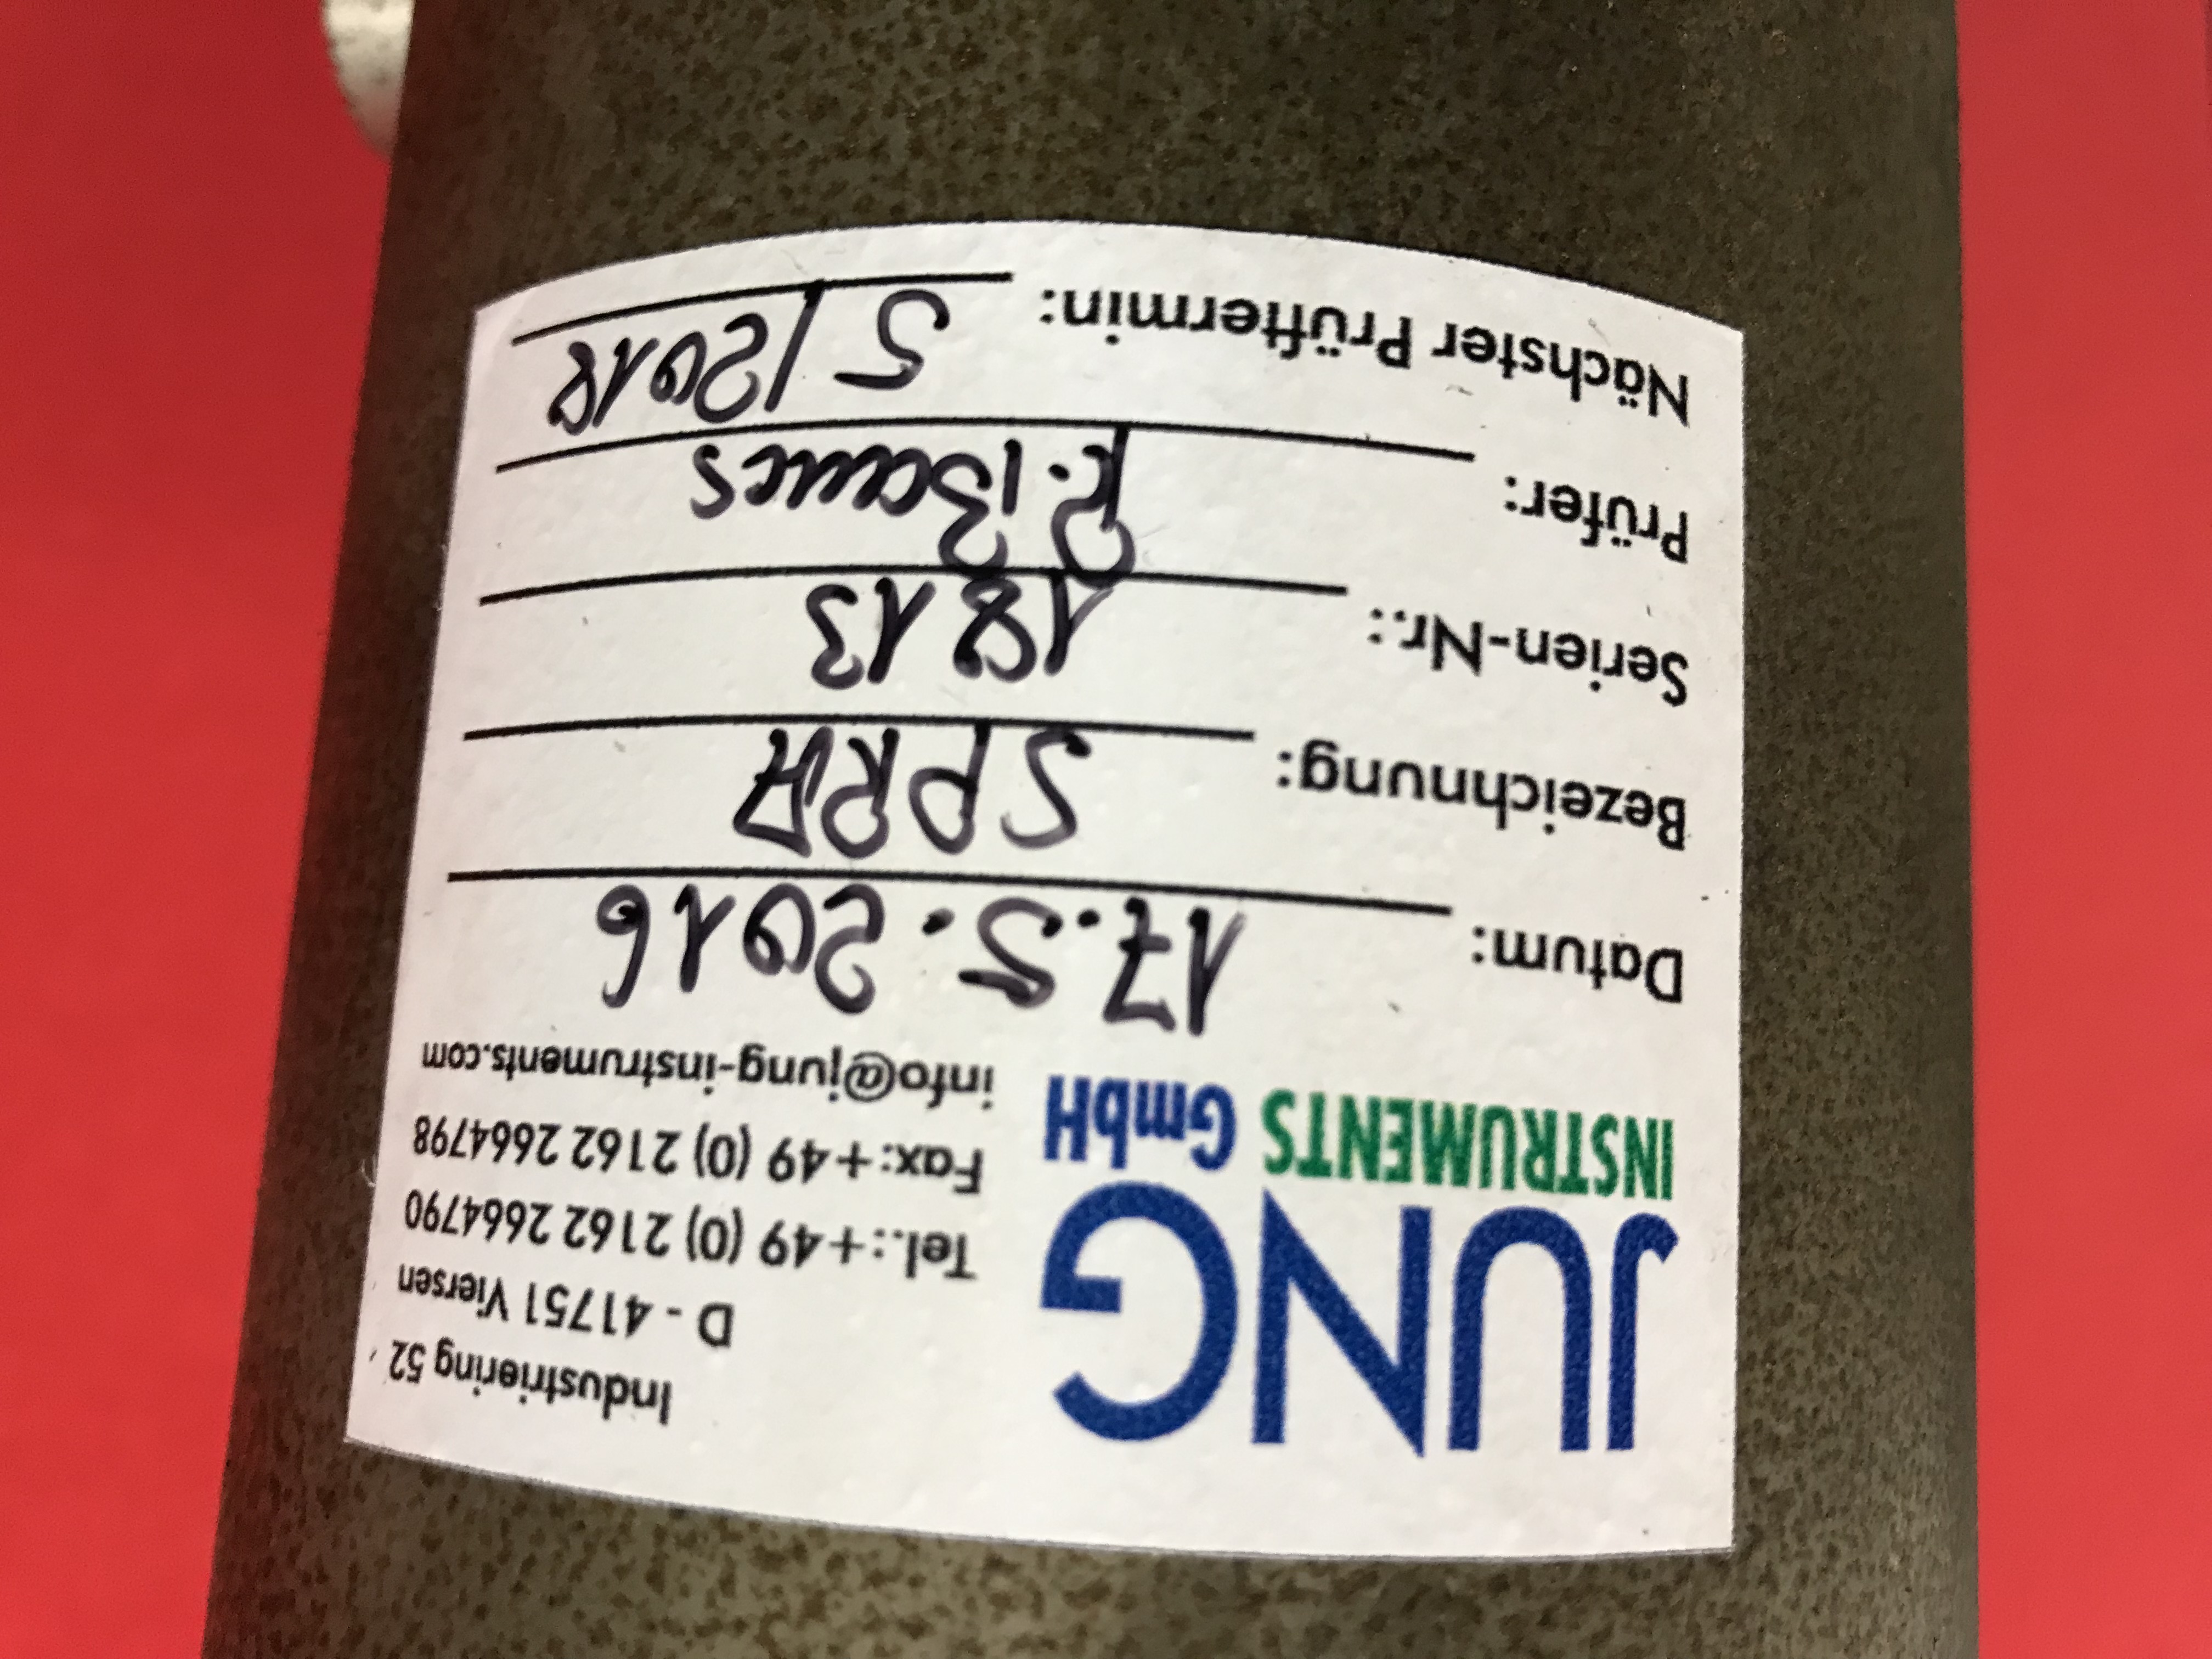 JUNG
INSTRUMENTS GmbH
Industriering 52
D - 41751 Viersen
Tel.:+49 (0) 2162 2664790
Fax:+49 (0) 2162 2664798
info@jung-instruments.com
Datum: 17.5.2016
Bezeichnung: SPRA
Serien-Nr.: 1813
Prüfer:
Nächster Prüftermin: 5/2018